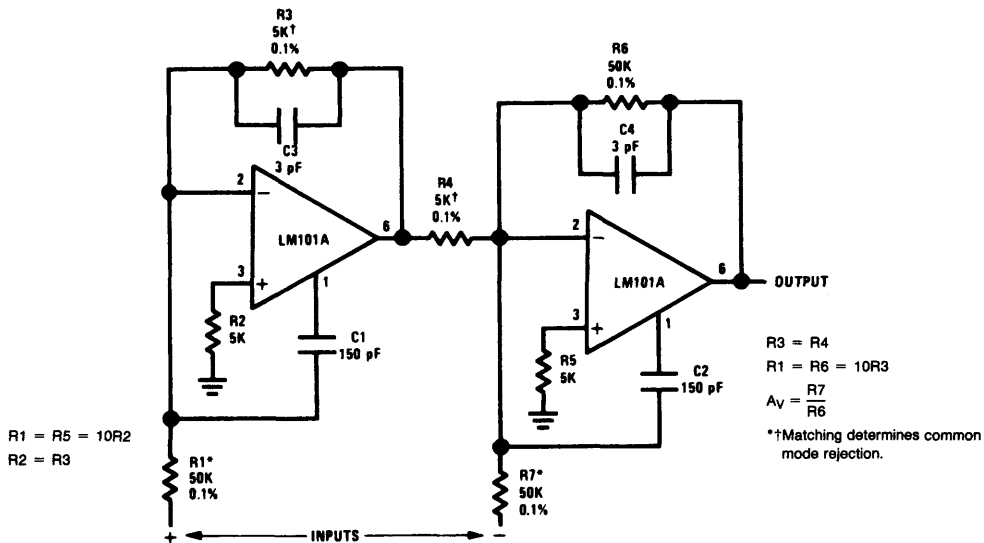 R3
5K†
0.1%
C3
3 pF
2
−
LM101A
6
3
+
1
R2
5K
C1
150 pF
R4
5K†
0.1%
R6
50K
0.1%
C4
3 pF
2
−
LM101A
6
OUTPUT
3
+
1
R5
5K
C2
150 pF
R3 = R4
R1 = R6 = 10R3
AV = R7
R6
*†Matching determines common
mode rejection.
R1 = R5 = 10R2
R2 = R3
R1*
50K
0.1%
R7*
50K
0.1%
+ INPUTS −